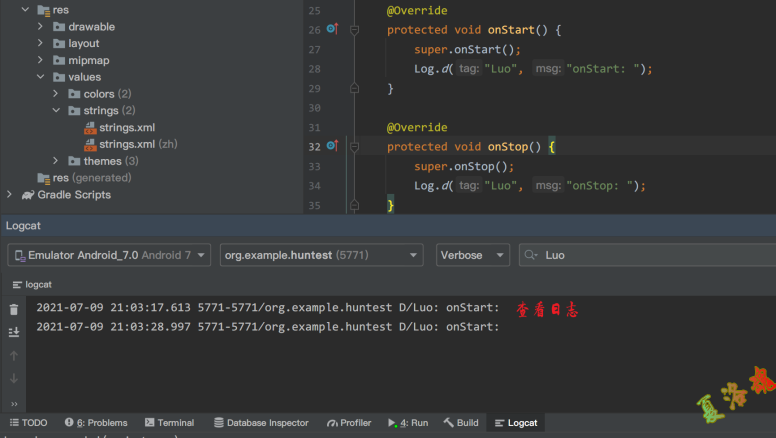 res
drawable
layout
mipmap
values
colors (2)
strings (2)
strings.xml
strings.xml (zh)
themes (3)
res (generated)
Gradle Scripts
25 @Override
26 protected void onStart() {
27 super.onStart();
28 Log.d( tag: "Luo", msg: "onStart: ");
29 }
30
31 @Override
32 protected void onStop() {
33 super.onStop();
34 Log.d( tag: "Luo", msg: "onStop: ");
35 }
Logcat
Emulator Android_7.0 Android 7 org.example.huntest (5771) Verbose Luo
logcat
2021-07-09 21:03:17.613 5771-5771/org.example.huntest D/Luo: onStart: 查看日志
2021-07-09 21:03:28.997 5771-5771/org.example.huntest D/Luo: onStart:
TODO 6: Problems Terminal Database Inspector Profiler 4: Run Build Logcat